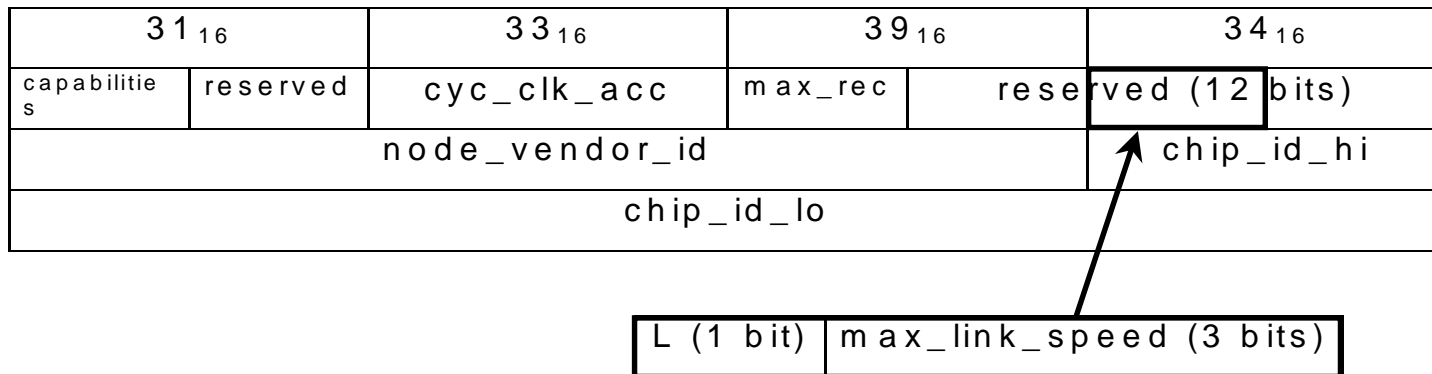 31₁₆ 33₁₆ 39₁₆ 34₁₆
capabilitie reserved cyc_clk_acc max_rec reserved (12 bits)
s
node_vendor_id chip_id_hi
chip_id_lo
L (1 bit) max_link_speed (3 bits)